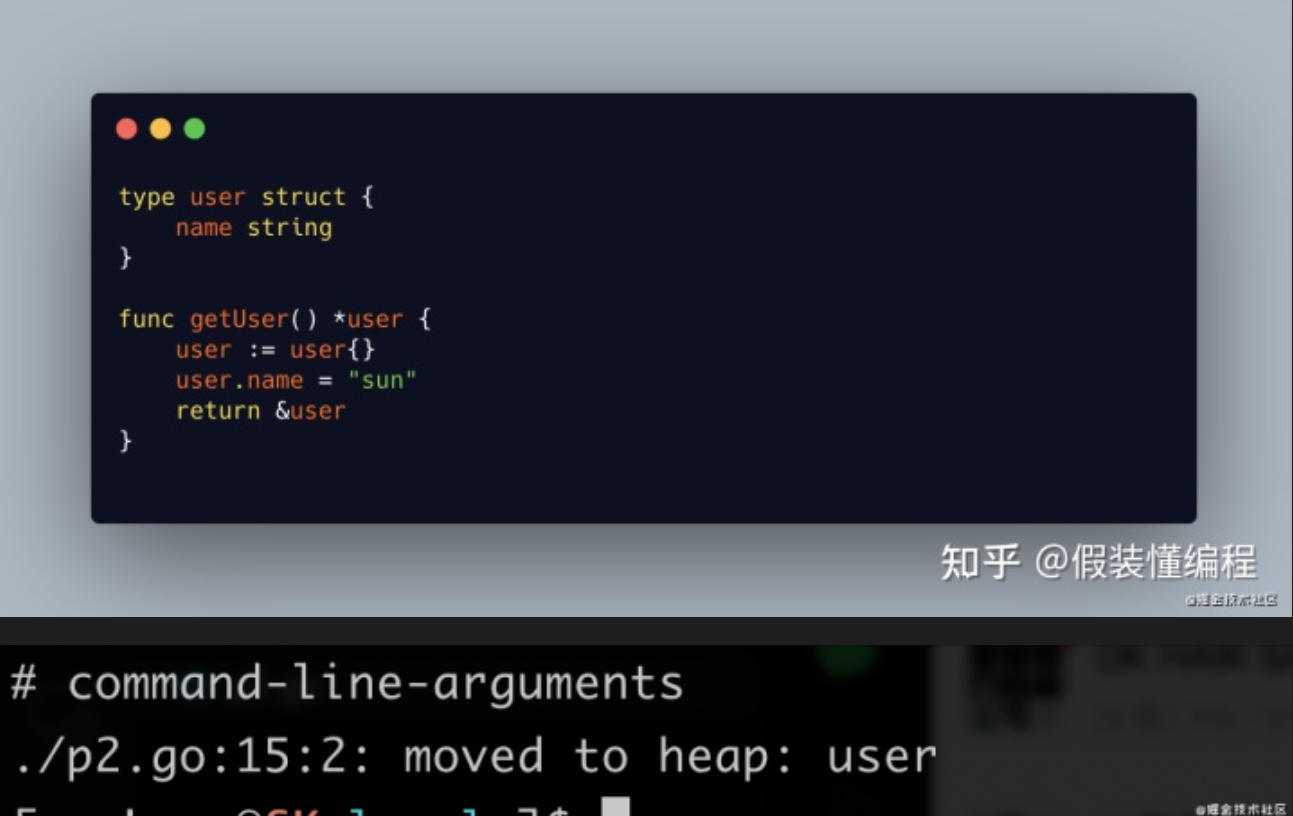 type user struct {
    name string
}
func getUser() *user {
    user := user{}
    user.name = "sun"
    return &user
}
知乎 @假装懂编程
@掘金技术社区
# command-line-arguments
./p2.go:15:2: moved to heap: user
@掘金技术社区